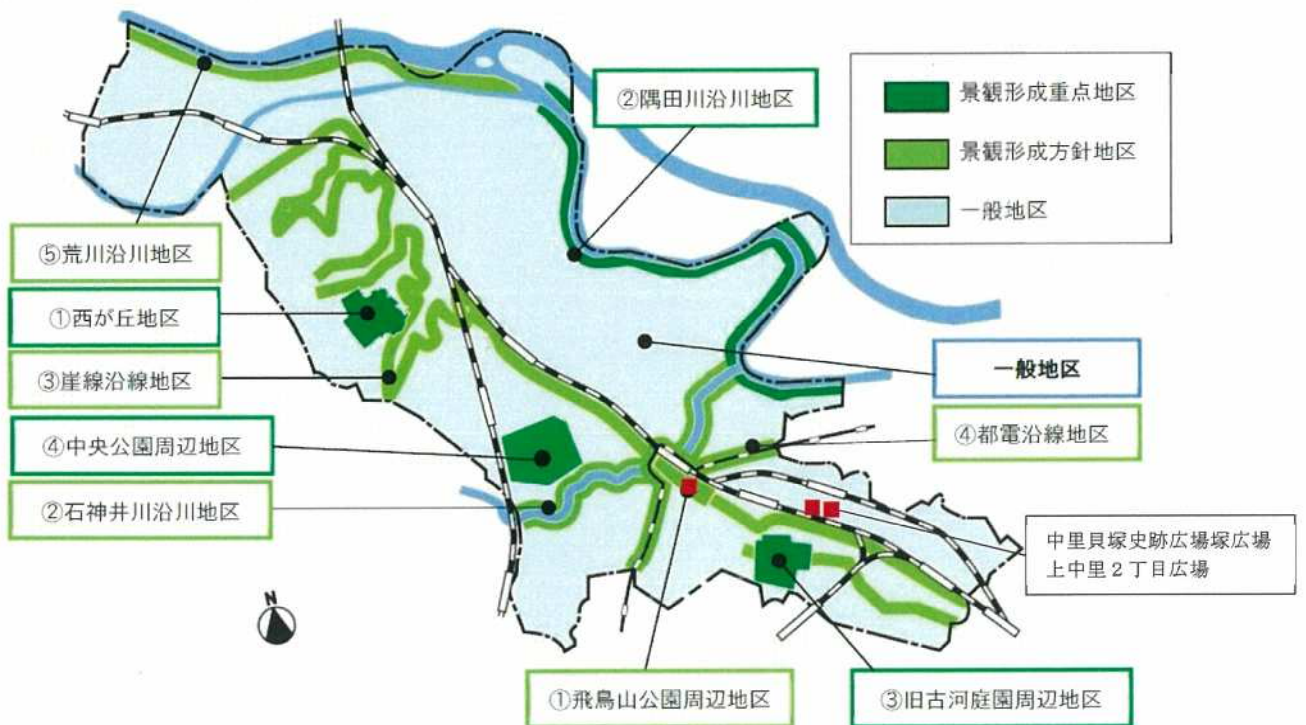 ②隅田川沿川地区
景観形成重点地区
景観形成方針地区
一般地区
⑤荒川沿川地区
①西が丘地区
③崖線沿線地区
④中央公園周辺地区
②石神井川沿川地区
一般地区
④都電沿線地区
中里貝塚史跡広場塚広場
上中里2丁目広場
N
①飛鳥山公園周辺地区
③旧古河庭園周辺地区